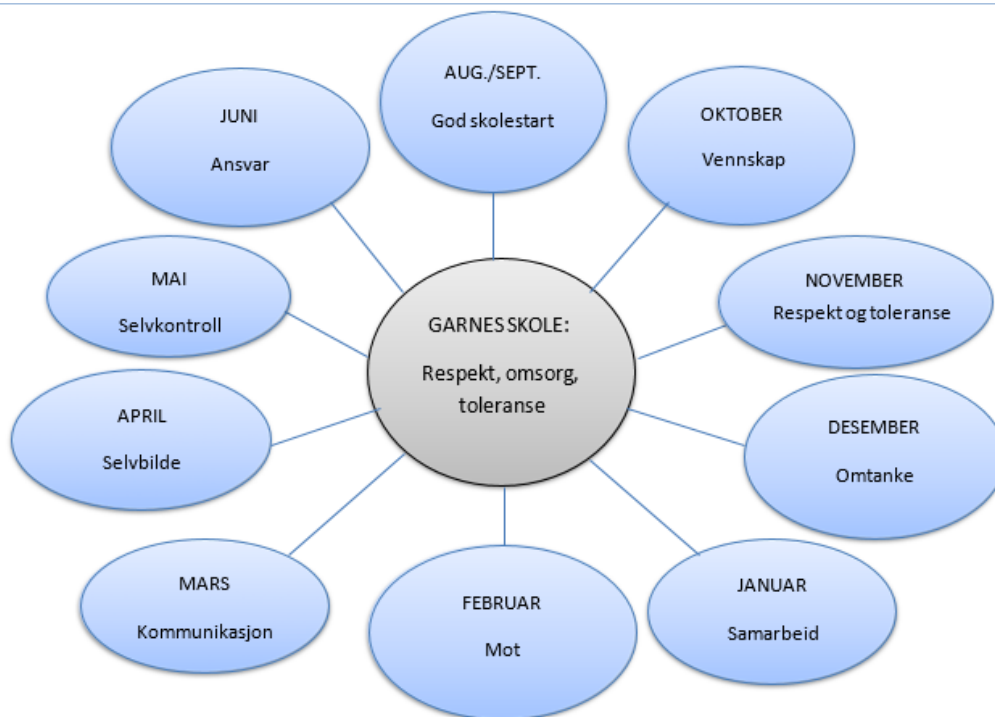 AUG./SEPT.
God skolestart
OKTOBER
Vennskap
NOVEMBER
Respekt og toleranse
DESEMBER
Omtanke
JANUAR
Samarbeid
FEBRUAR
Mot
MARS
Kommunikasjon
APRIL
Selvbilde
MAI
Selvkontroll
JUNI
Ansvar
GARNES SKOLE:
Respekt, omsorg,
toleranse